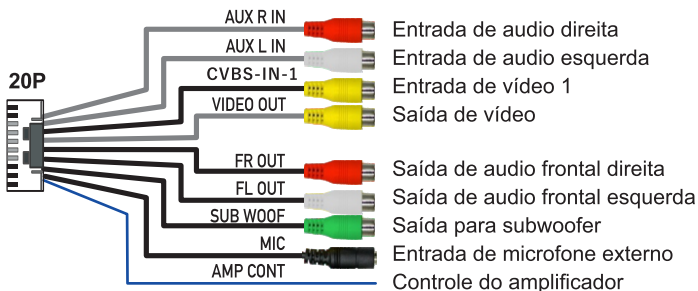 AUX R IN Entrada de audio direita
AUX L IN Entrada de audio esquerda
20P
CVBS-IN-1 Entrada de vídeo 1
VIDEO OUT Saída de vídeo
FR OUT Saída de audio frontal direita
FL OUT Saída de audio frontal esquerda
SUB WOOF Saída para subwoofer
MIC Entrada de microfone externo
AMP CONT Controle do amplificador